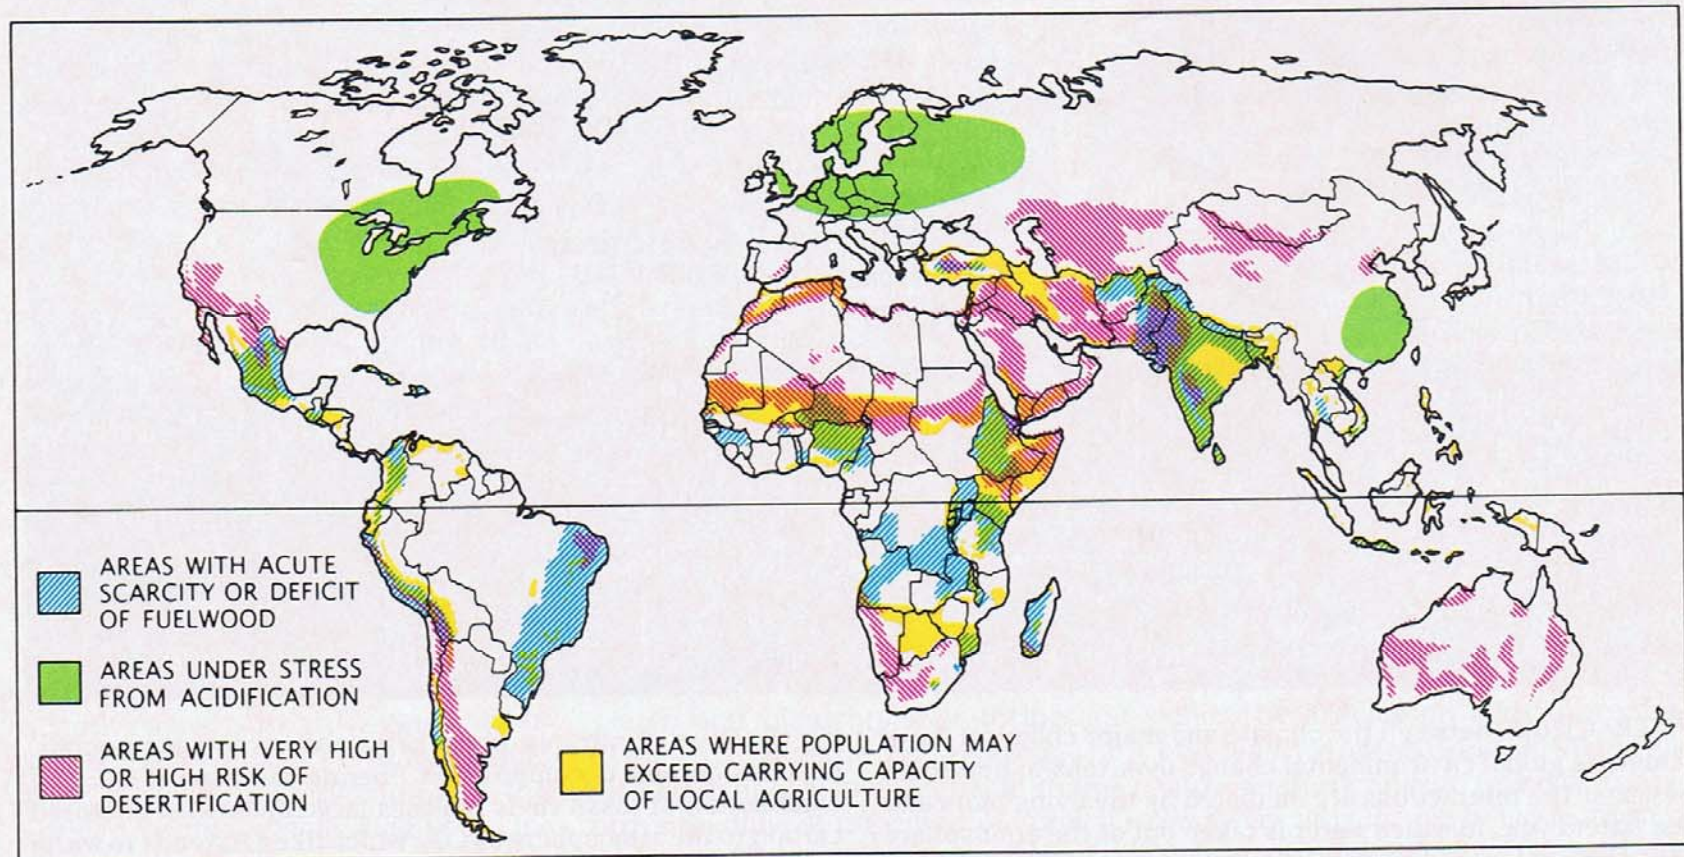 AREAS WITH ACUTE
SCARCITY OR DEFICIT
OF FUELWOOD
AREAS UNDER STRESS
FROM ACIDIFICATION
AREAS WITH VERY HIGH
OR HIGH RISK OF
DESERTIFICATION
AREAS WHERE POPULATION MAY
EXCEED CARRYING CAPACITY
OF LOCAL AGRICULTURE